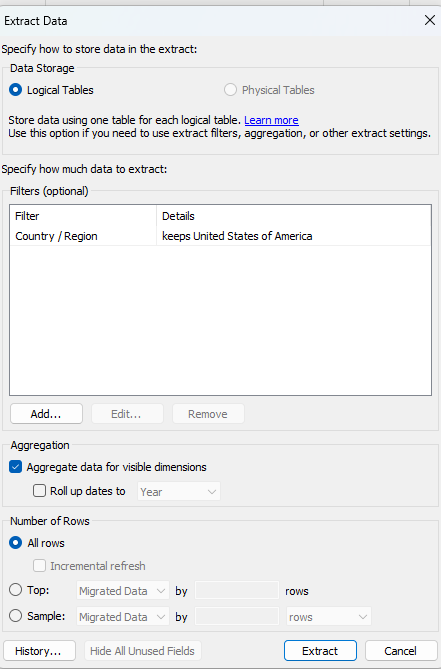 Extract Data
Specify how to store data in the extract:
Data Storage
Logical Tables Physical Tables
Store data using one table for each logical table. Learn more
Use this option if you need to use extract filters, aggregation, or other extract settings.
Specify how much data to extract:
Filters (optional)
Filter Details
Country / Region keeps United States of America
Add... Edit... Remove
Aggregation
Aggregate data for visible dimensions
Roll up dates to Year
Number of Rows
All rows
Incremental refresh
Top: Migrated Data by rows
Sample: Migrated Data by rows
History... Hide All Unused Fields Extract Cancel